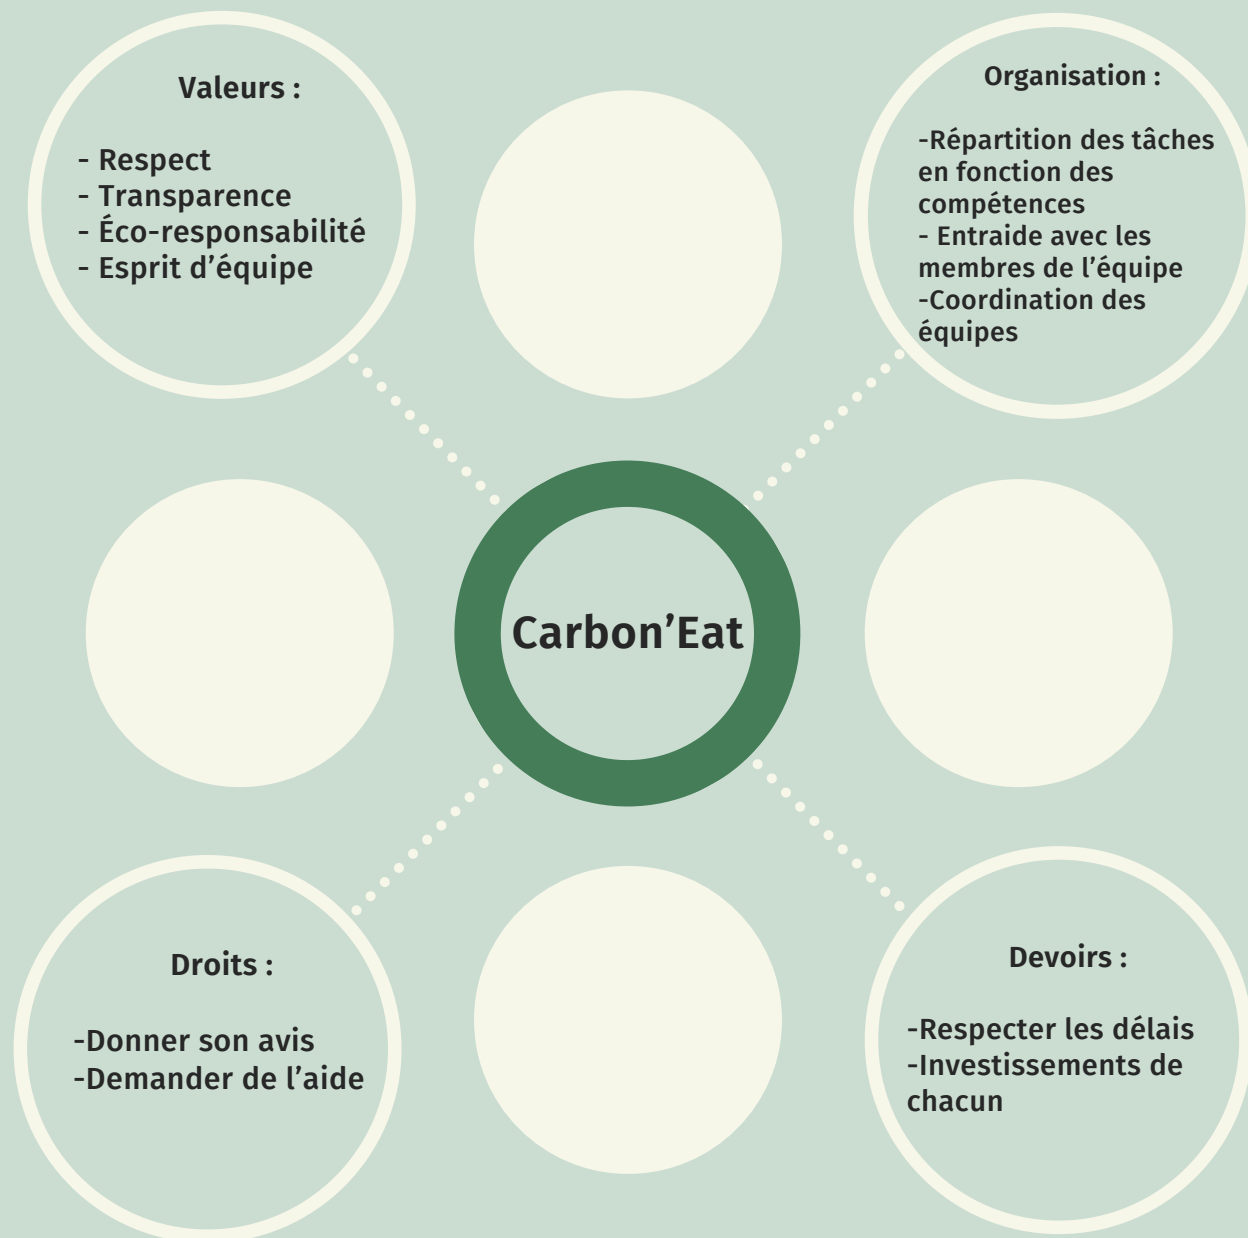 Valeurs :
- Respect
- Transparence
- Éco-responsabilité
- Esprit d’équipe
Organisation :
-Répartition des tâches
en fonction des
compétences
- Entraide avec les
membres de l’équipe
-Coordination des
équipes
Carbon’Eat
Droits :
-Donner son avis
-Demander de l’aide
Devoirs :
-Respecter les délais
-Investissements de
chacun